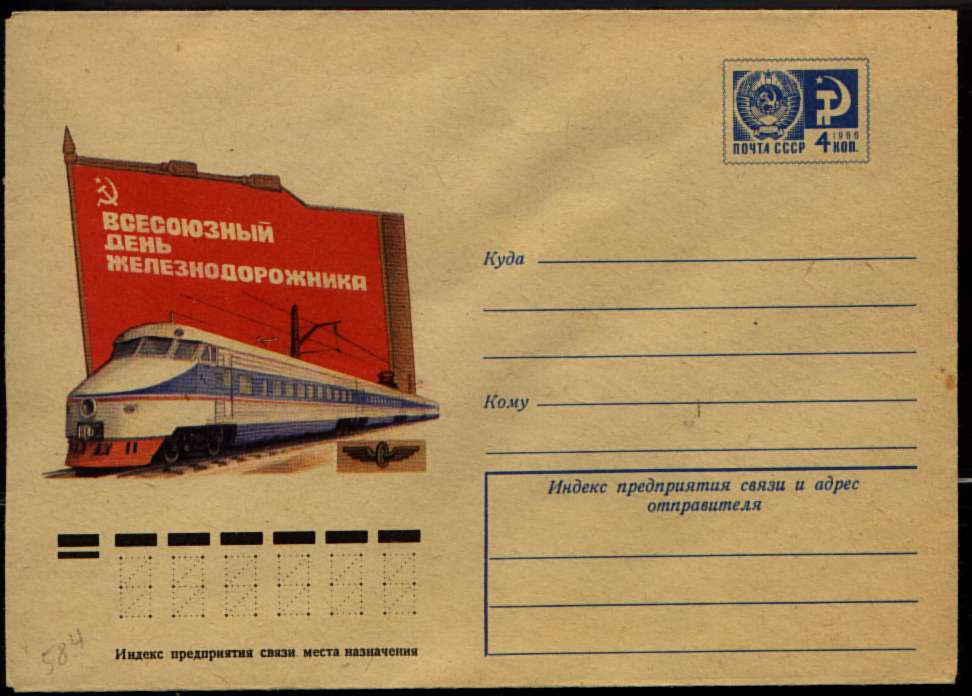 1966
ПОЧТА СССР 4 КОП.
ВСЕСОЮЗНЫЙ
ДЕНЬ
ЖЕЛЕЗНОДОРОЖНИКА
Куда
Кому
Индекс предприятия связи и адрес
отправителя
584
Индекс предприятия связи места назначения